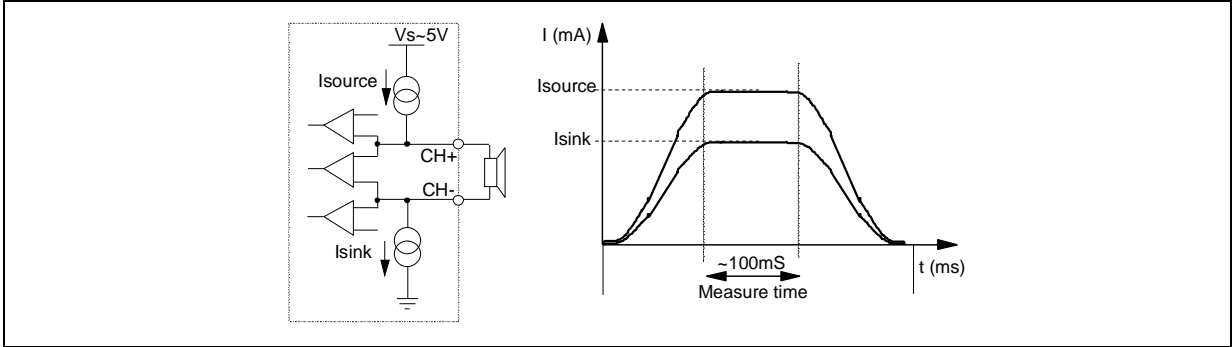 Vs~5V
Isource
CH+
CH-
Isink
I (mA)
Isource
Isink
~100mS
Measure time
t (ms)